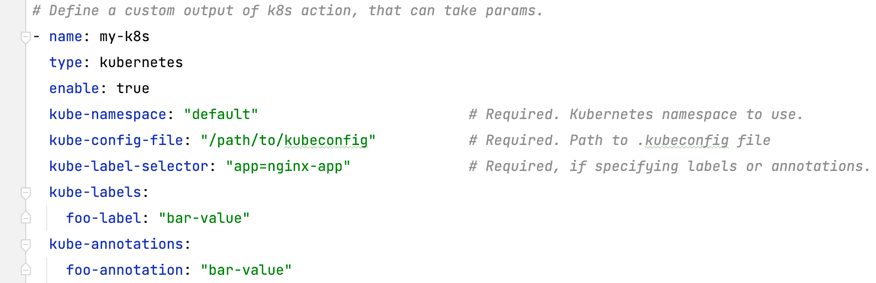 # Define a custom output of k8s action, that can take params.
- name: my-k8s
type: kubernetes
enable: true
kube-namespace: "default" # Required. Kubernetes namespace to use.
kube-config-file: "/path/to/kubeconfig" # Required. Path to .kubeconfig file
kube-label-selector: "app=nginx-app" # Required, if specifying labels or annotations.
kube-labels:
foo-label: "bar-value"
kube-annotations:
foo-annotation: "bar-value"